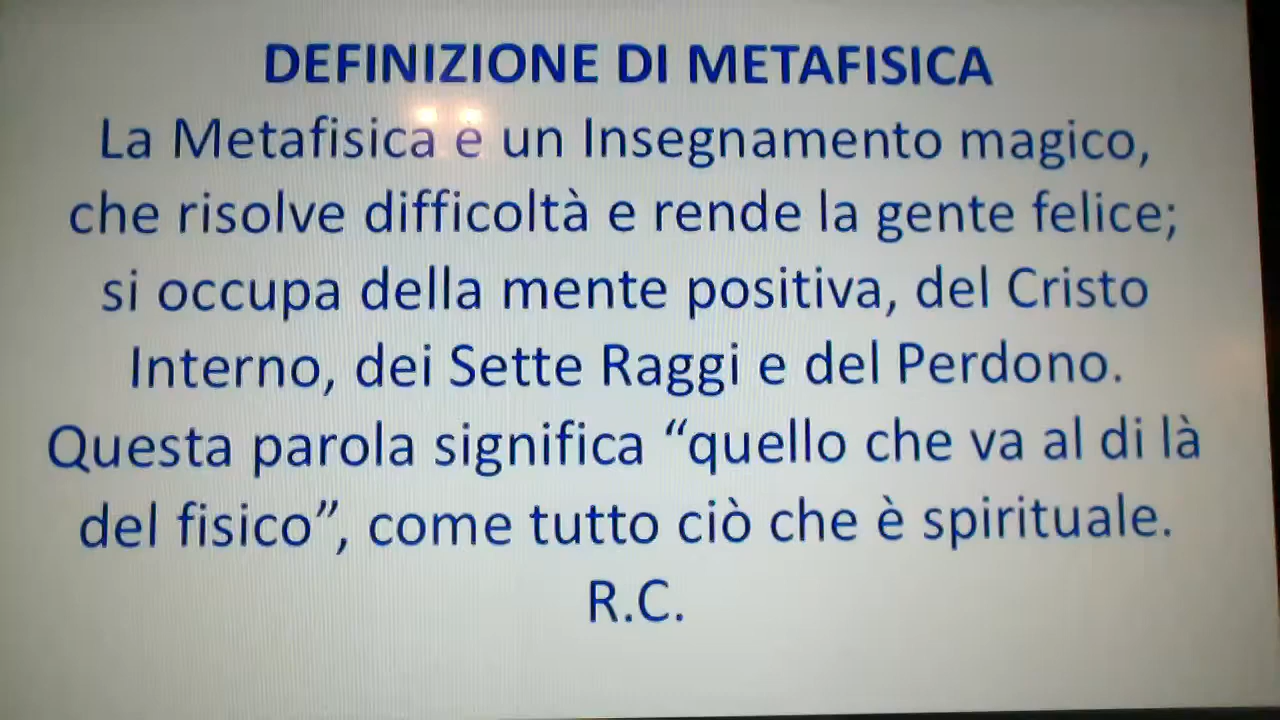 DEFINIZIONE DI METAFISICA
La Metafisica è un Insegnamento magico,
che risolve difficoltà e rende la gente felice;
si occupa della mente positiva, del Cristo
Interno, dei Sette Raggi e del Perdono.
Questa parola significa “quello che va al di là
del fisico”, come tutto ciò che è spirituale.
R.C.